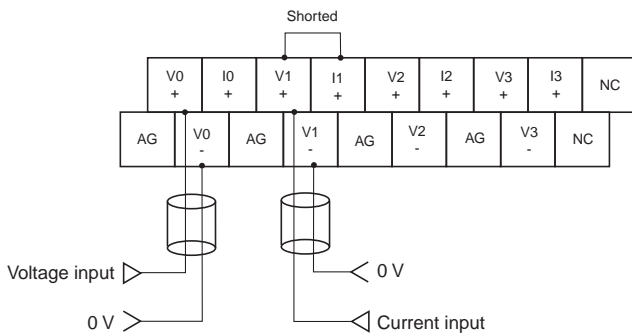 Shorted
V0 I0 V1 I1 V2 I2 V3 I3 NC
+ + + + + + + +
AG V0 AG V1 AG V2 AG V3 NC
- - - -
Voltage input
0 V
0 V
Current input